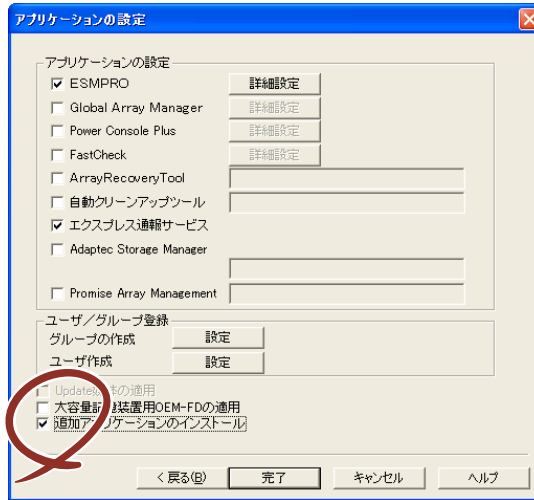 アプリケーションの設定
アプリケーションの設定
ESMPRO 詳細設定
Global Array Manager 詳細設定
Power Console Plus 詳細設定
FastCheck 詳細設定
ArrayRecoveryTool
自動クリーンアップツール
エクスプレス通報サービス
Adaptec Storage Manager
Promise Array Management
ユーザ/グループ登録
グループの作成 設定
ユーザ作成 設定
Update の適用
大容量記憶装置用OEM-FDの適用
追加アプリケーションのインストール
< 戻る(B) 完了 キャンセル ヘルプ